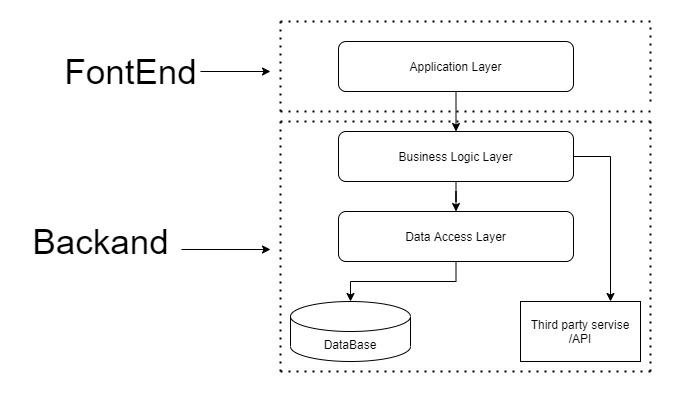 FontEnd
Application Layer
Business Logic Layer
Backand
Data Access Layer
DataBase
Third party servise
/API